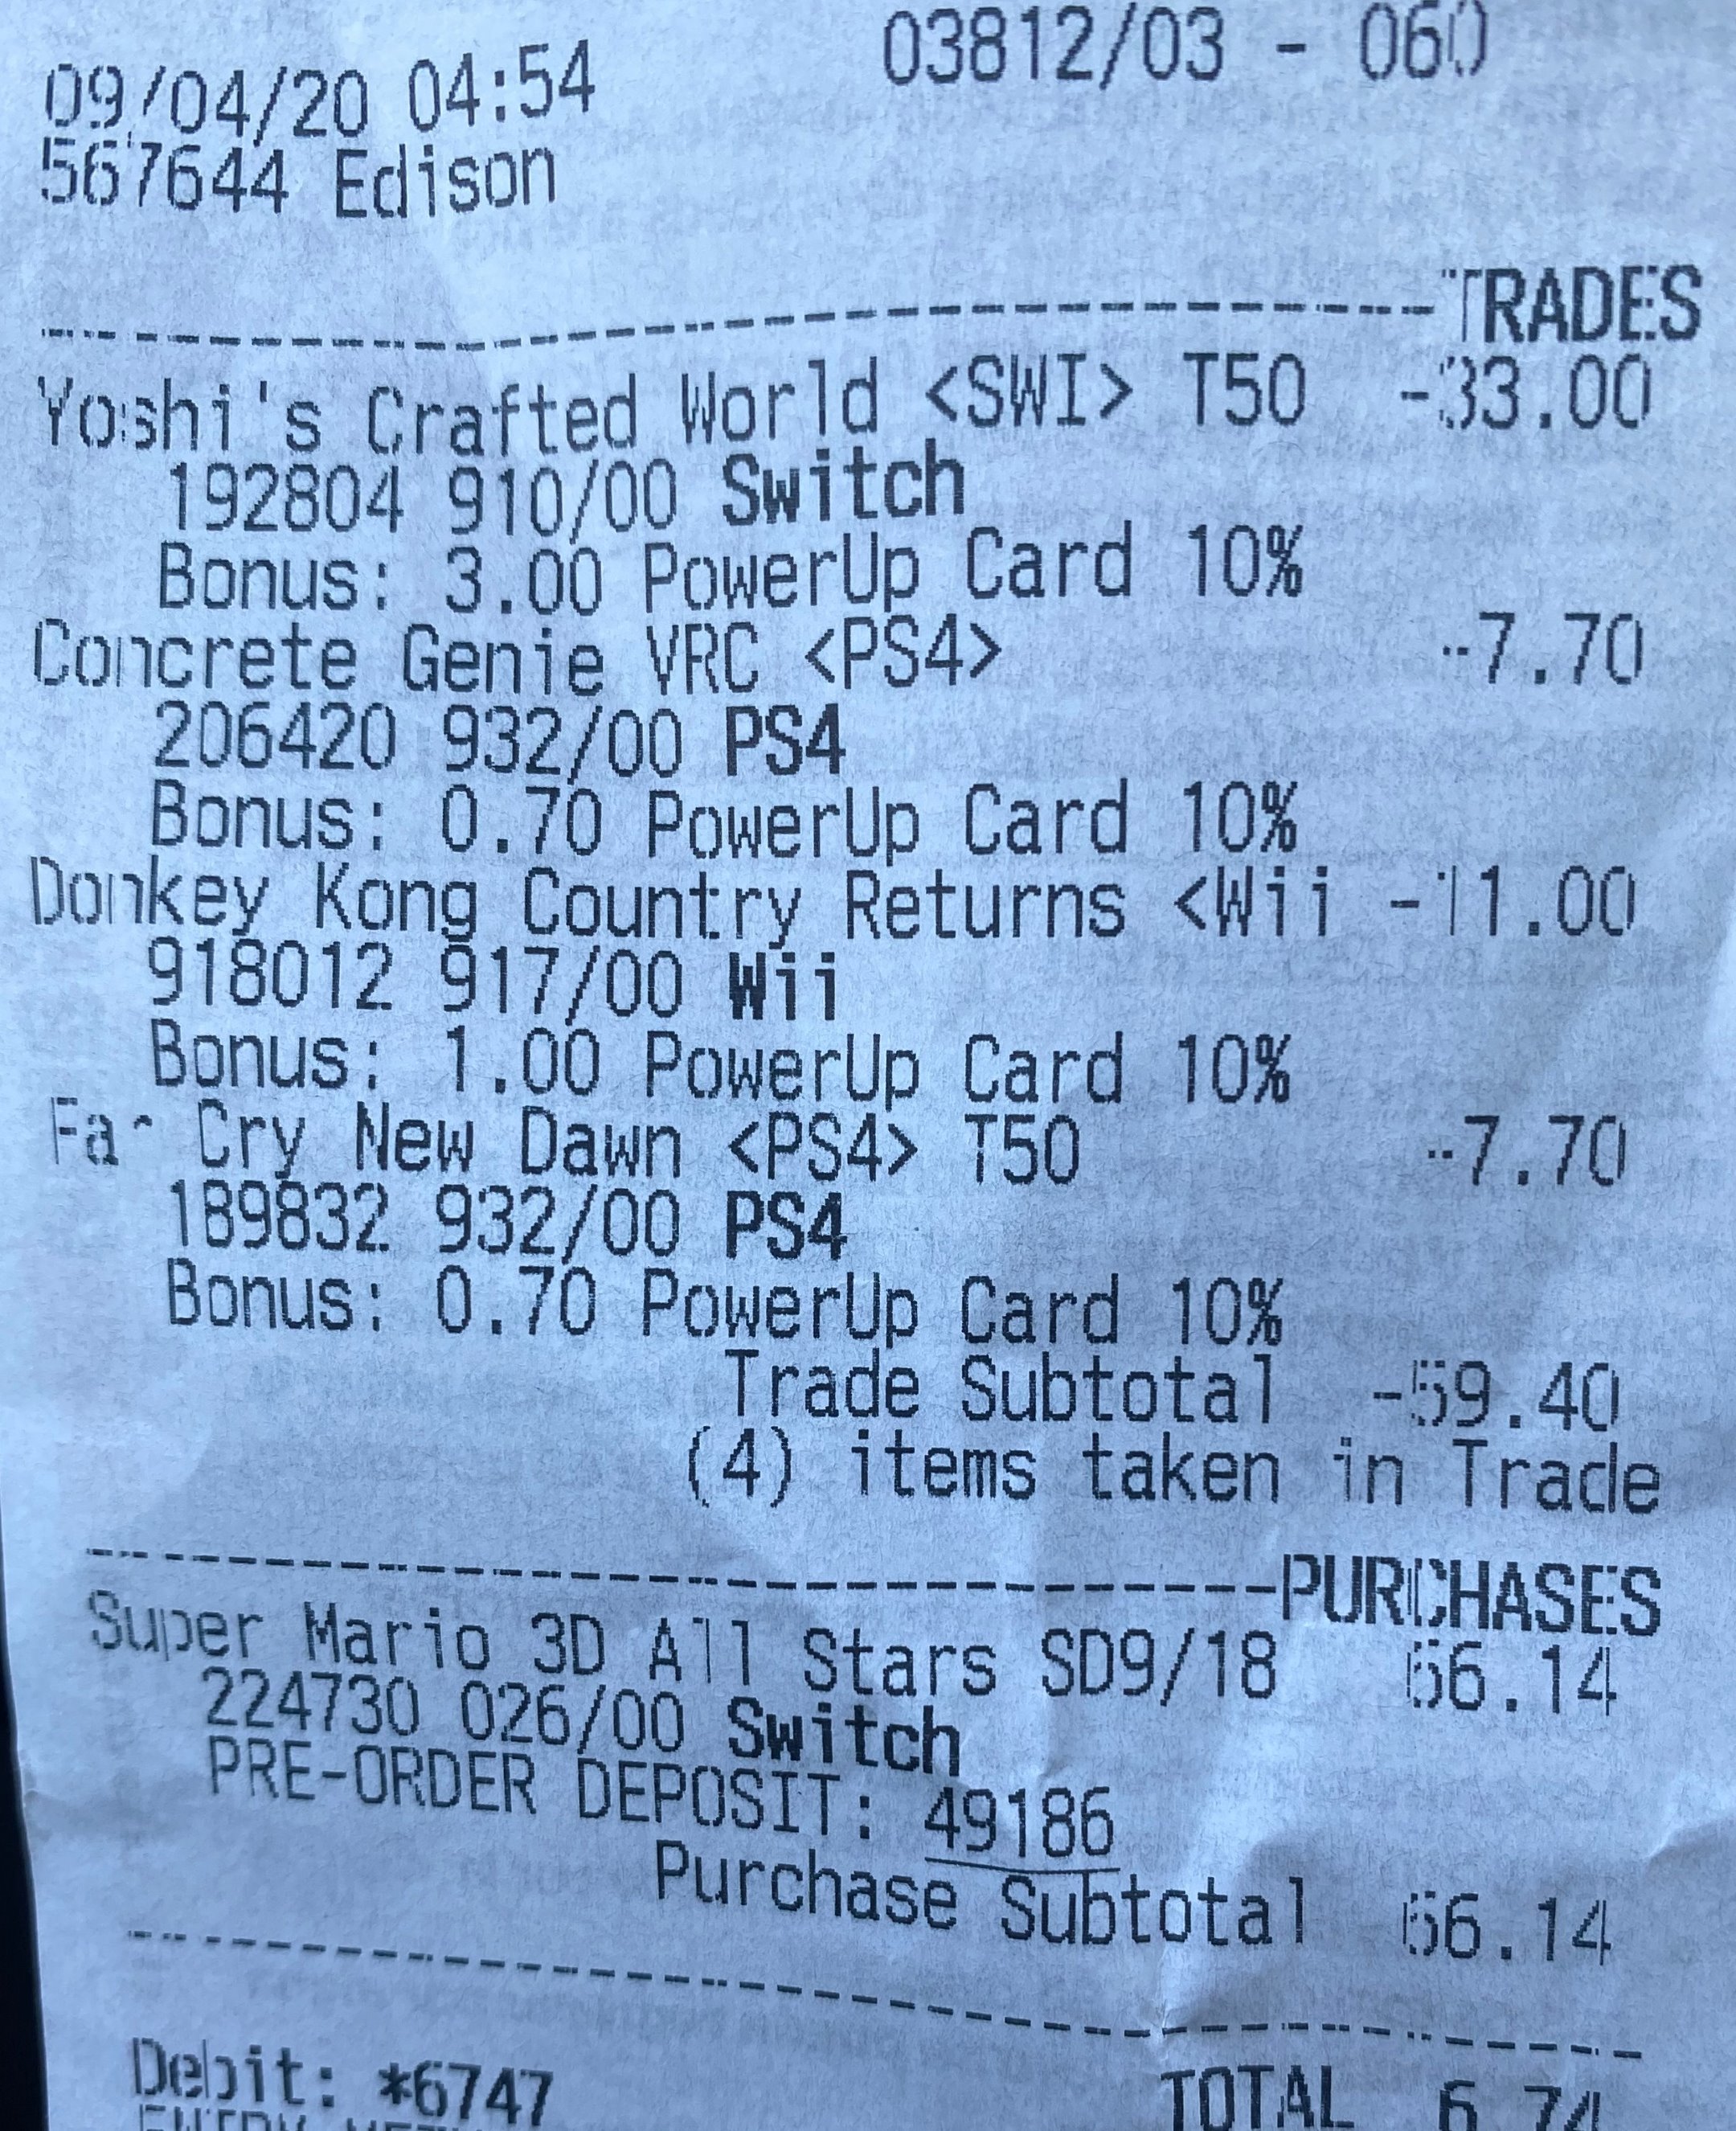 03812/03 - 060
09/04/20 04:54
567644 Edison
TRADES
Yoshi's Crafted World <SWI> T50 -33.00
192804 910/00 Switch
Bonus: 3.00 PowerUp Card 10%
Concrete Genie VRC <PS4> -7.70
206420 932/00 PS4
Bonus: 0.70 PowerUp Card 10%
Donkey Kong Country Returns <Wii -11.00
918012 917/00 Wii
Bonus: 1.00 PowerUp Card 10%
Far Cry New Dawn <PS4> T50 -7.70
189832 932/00 PS4
Bonus: 0.70 PowerUp Card 10%
Trade Subtotal -59.40
(4) items taken in Trade
PURCHASES
Super Mario 3D All Stars SD9/18 66.14
224730 026/00 Switch
PRE-ORDER DEPOSIT: 49186
Purchase Subtotal 66.14
TOTAL 6.74
Debit: *6747